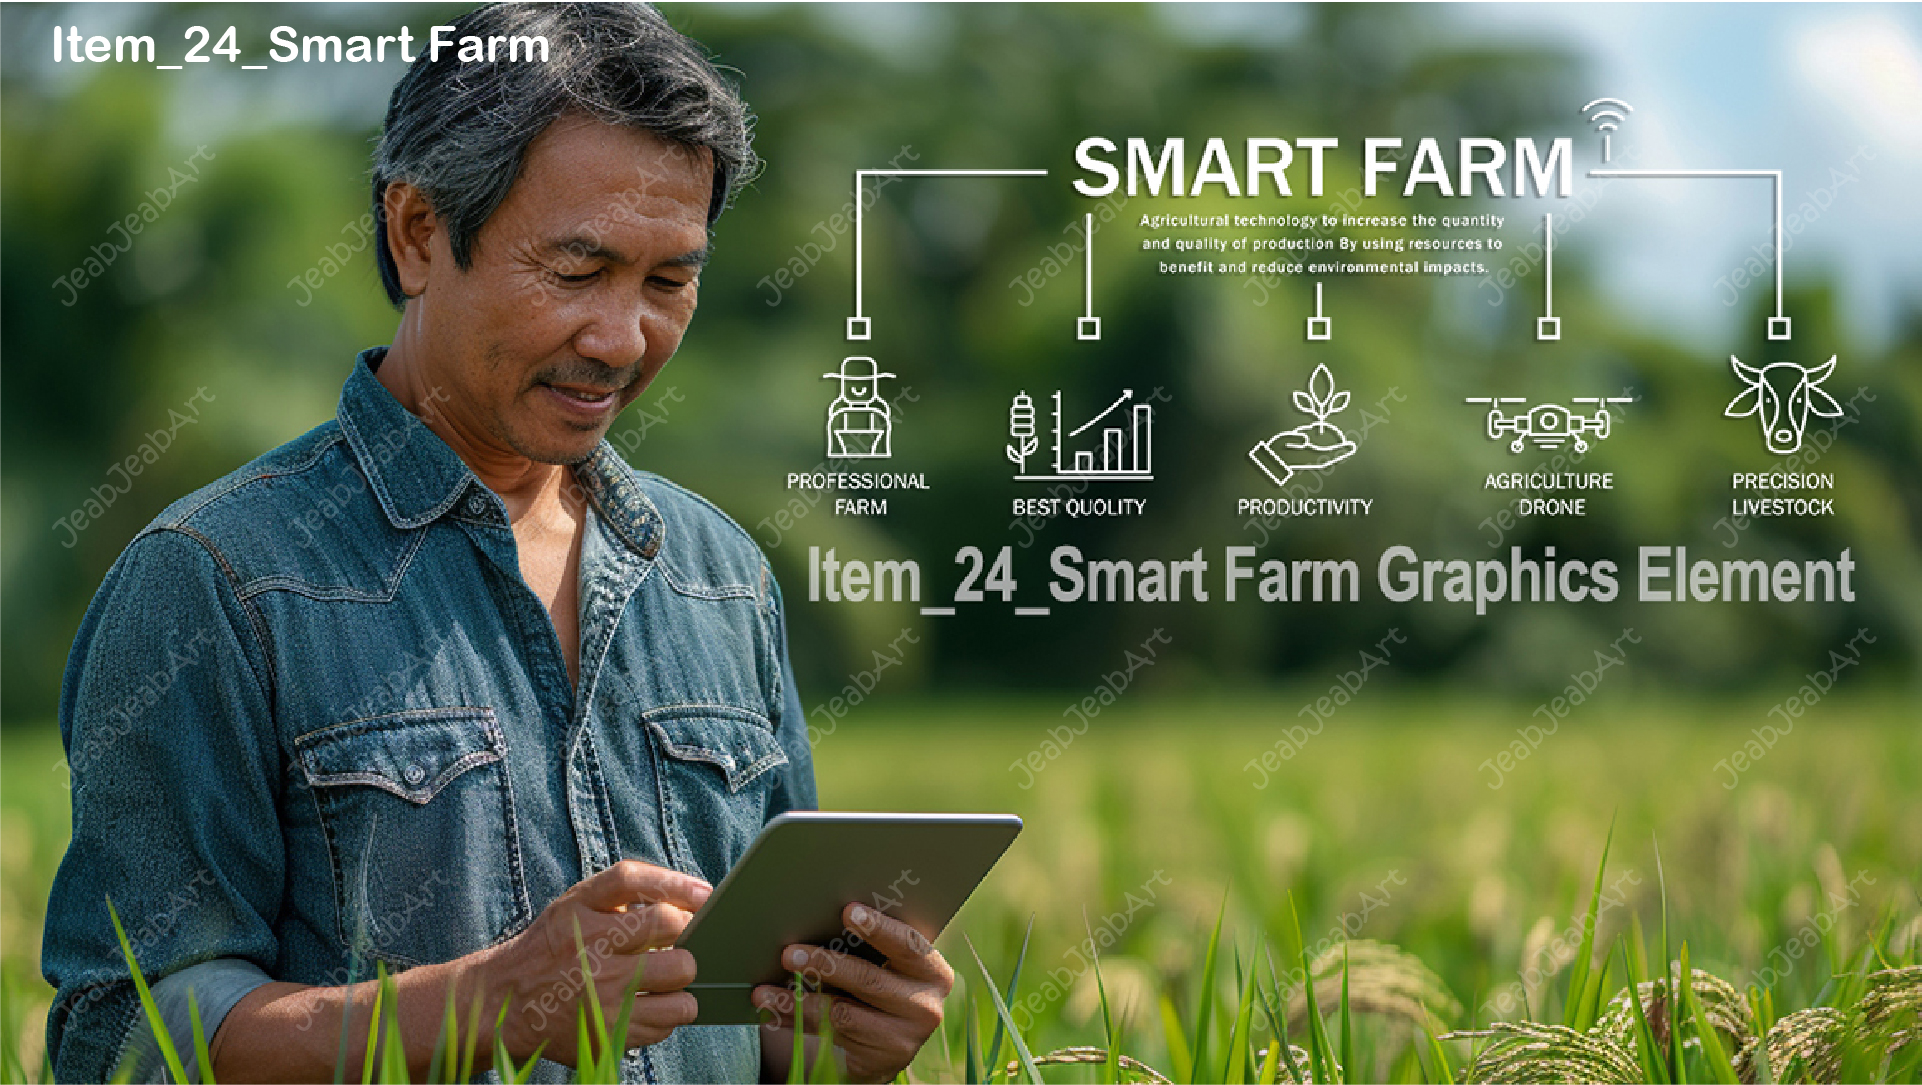 Item_24_Smart Farm
SMART FARM
Agricultural technology to increase the quantity
and quality of production By using resources to
benefit and reduce environmental impacts.
PROFESSIONAL
FARM
BEST QUOLITY
PRODUCTIVITY
AGRICULTURE
DRONE
PRECISION
LIVESTOCK
Item_24_Smart Farm Graphics Element
JeabJeabArt